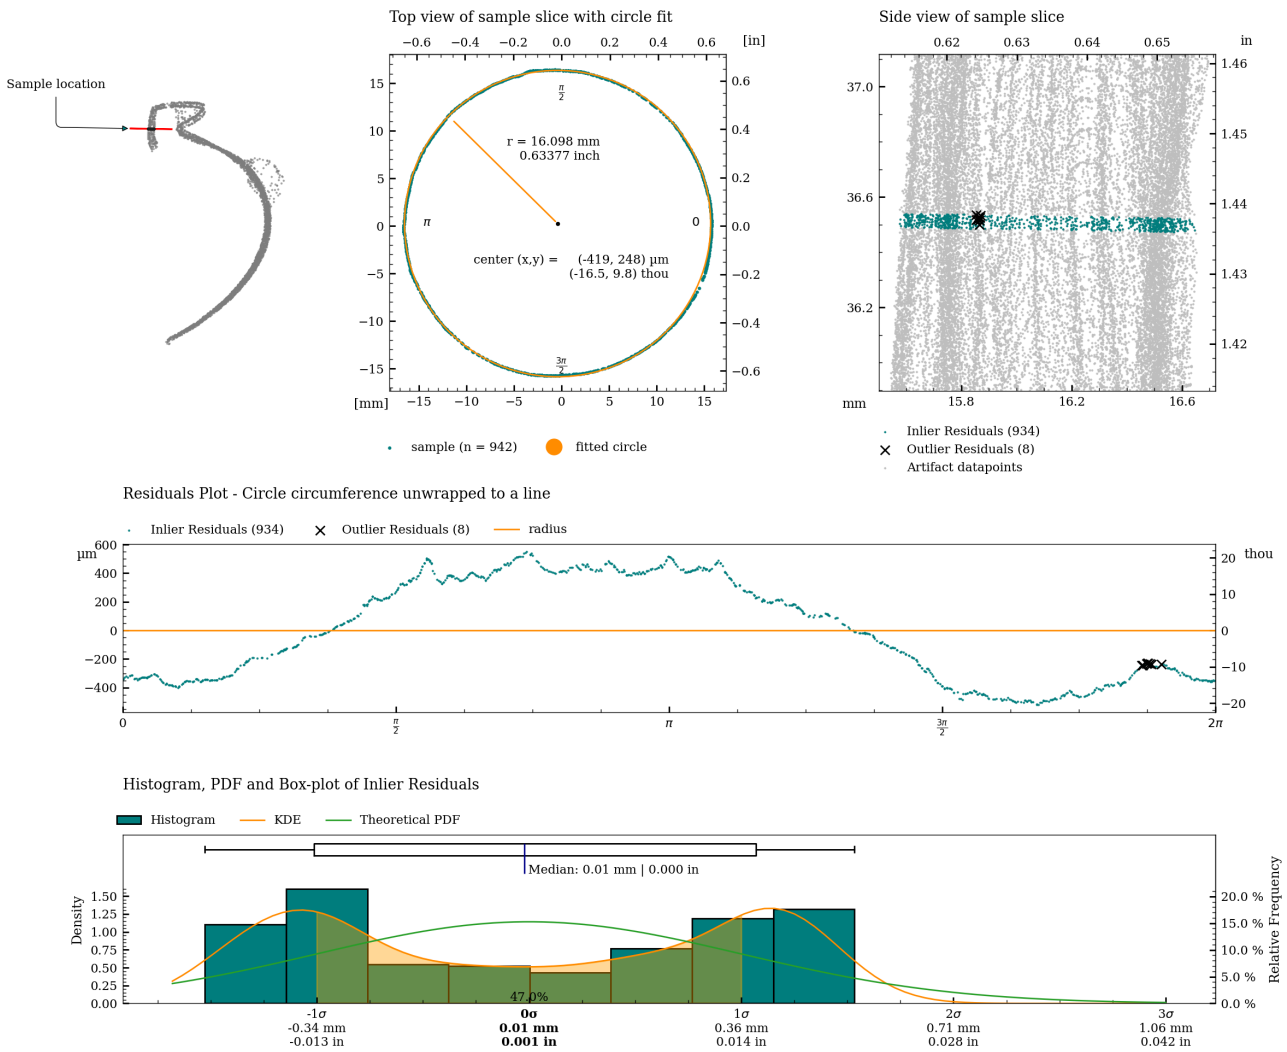 Sample location
Top view of sample slice with circle fit
−0.6 −0.4 −0.2 0.0 0.2 0.4 0.6 [in]
15 10 5 0 −5 −10 −15
0.6 0.4 0.2 0.0 −0.2 −0.4 −0.6
π/2
r = 16.098 mm
0.63377 inch
π 0
center (x,y) = (-419, 248) µm
(-16.5, 9.8) thou
3π/2
[mm] −15 −10 −5 0 5 10 15
sample (n = 942) fitted circle
Side view of sample slice
0.62 0.63 0.64 0.65 in
37.0 36.6 36.2
1.46 1.45 1.44 1.43 1.42
mm 15.8 16.2 16.6
Inlier Residuals (934)
Outlier Residuals (8)
Artifact datapoints
Residuals Plot - Circle circumference unwrapped to a line
Inlier Residuals (934) Outlier Residuals (8) radius
µm 600 400 200 0 −200 −400
thou 20 10 0 −10 −20
0 π/2 π 3π/2 2π
Histogram, PDF and Box-plot of Inlier Residuals
Histogram KDE Theoretical PDF
Median: 0.01 mm | 0.000 in
Density
1.50 1.25 1.00 0.75 0.50 0.25 0.00
Relative Frequency
20.0 % 15.0 % 10.0 % 5.0 % 0.0 %
47.0%
-1σ 0σ 1σ 2σ 3σ
-0.34 mm 0.01 mm 0.36 mm 0.71 mm 1.06 mm
-0.013 in 0.001 in 0.014 in 0.028 in 0.042 in